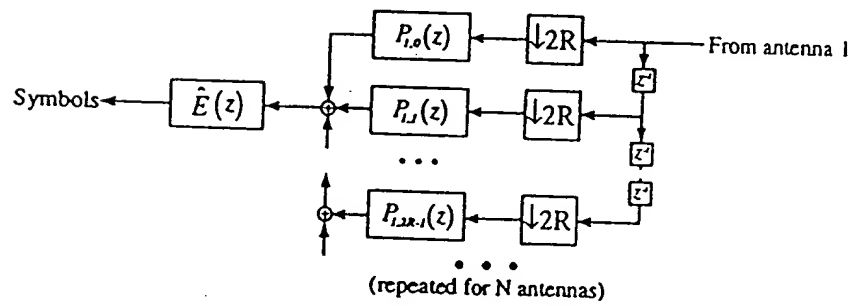 P1,0(z) ↓2R From antenna 1
z-1
Symbols Ê(z) P1,1(z) ↓2R
z-1
• • •
z-1
P1,2R-1(z) ↓2R
• • •
(repeated for N antennas)